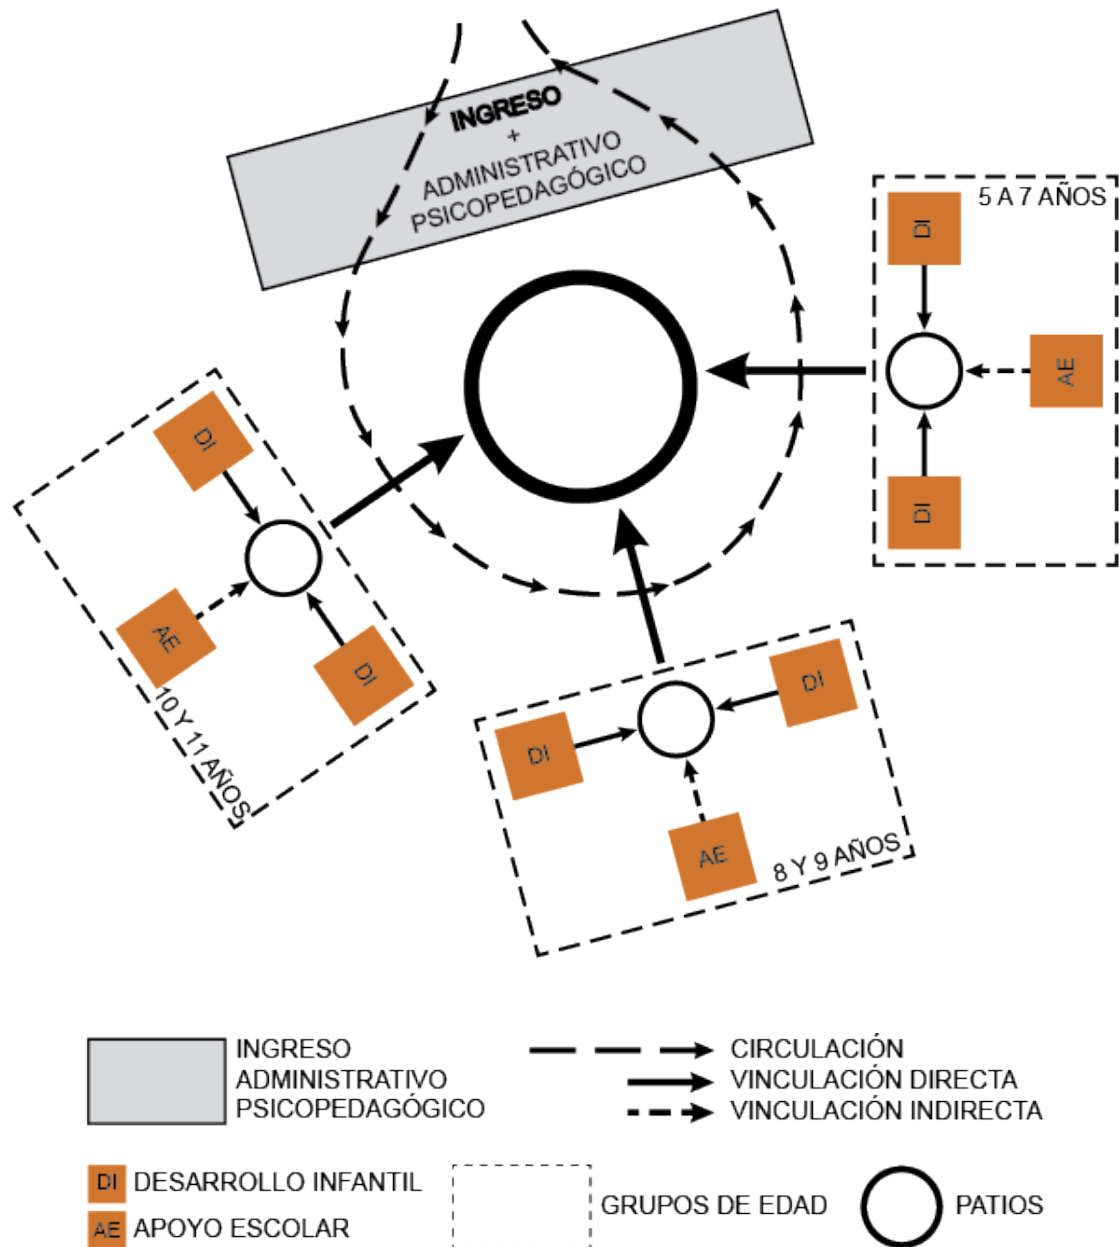 INGRESO
+
ADMINISTRATIVO
PSICOPEDAGÓGICO
5 A 7 AÑOS
DI
AE
DI
DI
AE
DI
10 Y 11 AÑOS
DI
DI
AE
8 Y 9 AÑOS
INGRESO
ADMINISTRATIVO
PSICOPEDAGÓGICO
CIRCULACIÓN
VINCULACIÓN DIRECTA
VINCULACIÓN INDIRECTA
DI DESARROLLO INFANTIL
AE APOYO ESCOLAR
GRUPOS DE EDAD
PATIOS